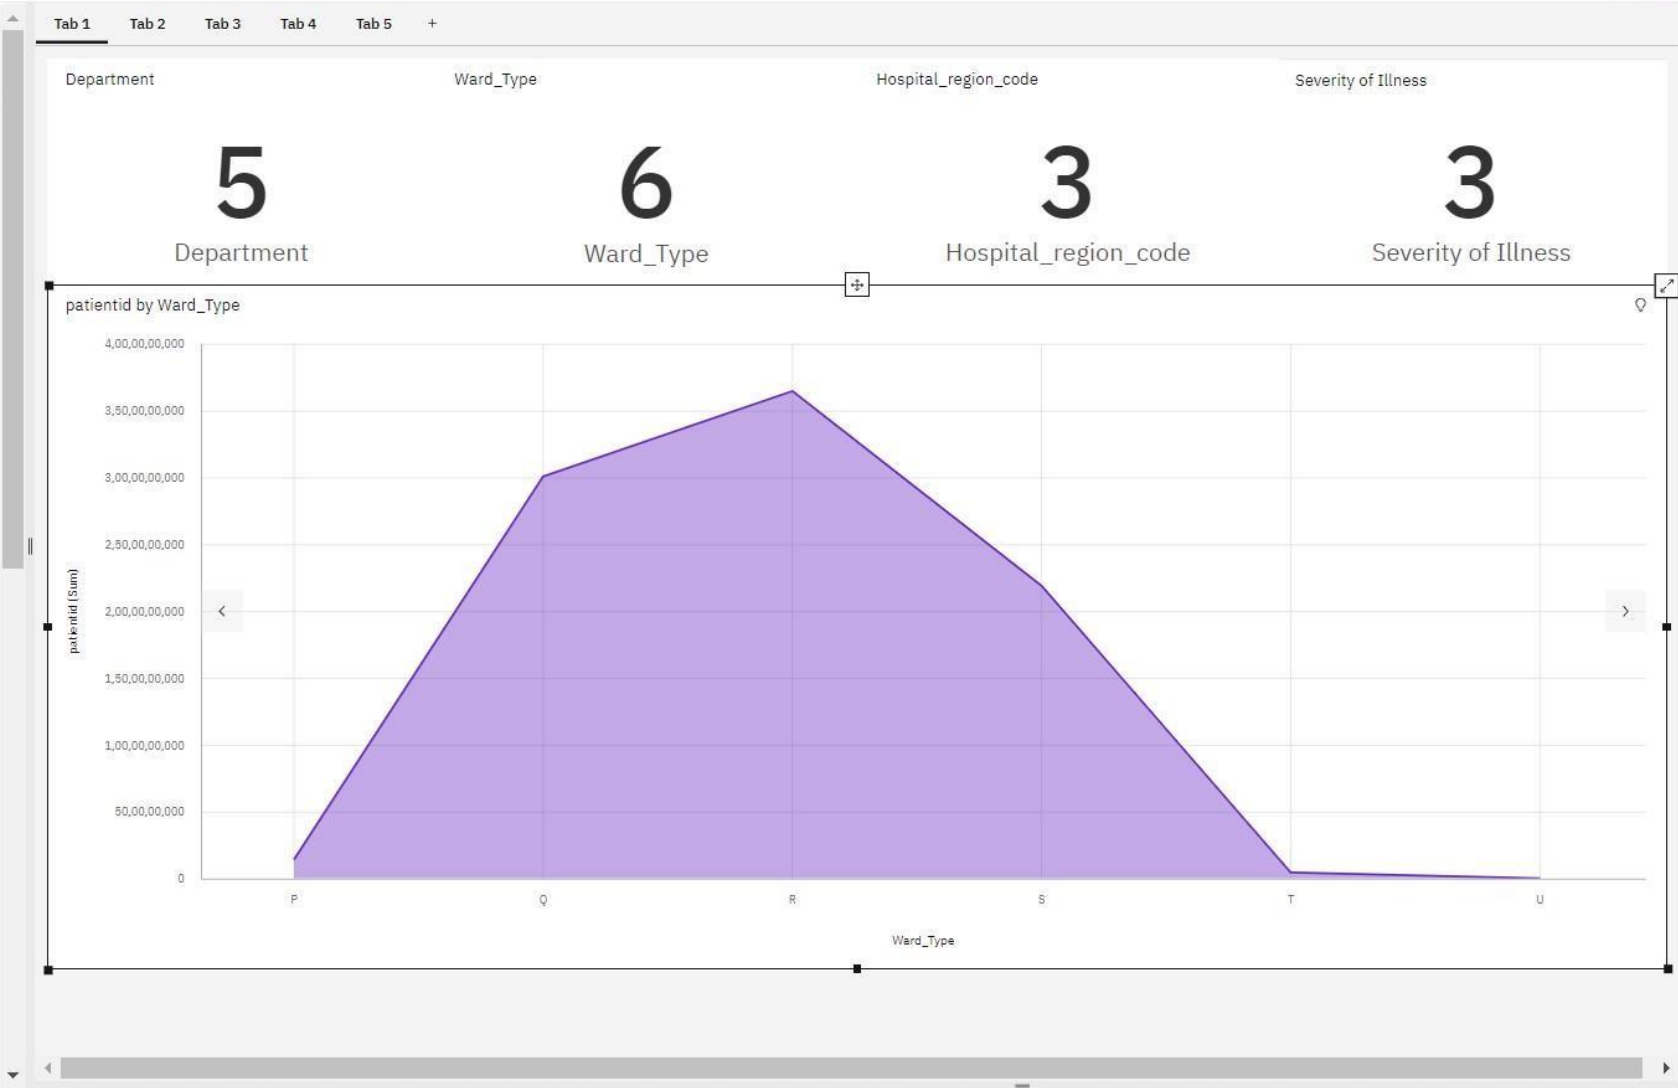 Tab 1 Tab 2 Tab 3 Tab 4 Tab 5 +
Department Ward_Type Hospital_region_code Severity of Illness
5 6 3 3
Department Ward_Type Hospital_region_code Severity of Illness
patientid by Ward_Type
4,00,00,00,000
3,50,00,00,000
3,00,00,00,000
2,50,00,00,000
2,00,00,00,000
1,50,00,00,000
1,00,00,00,000
50,00,00,000
0
patientid (Sum)
P Q R S T U
Ward_Type